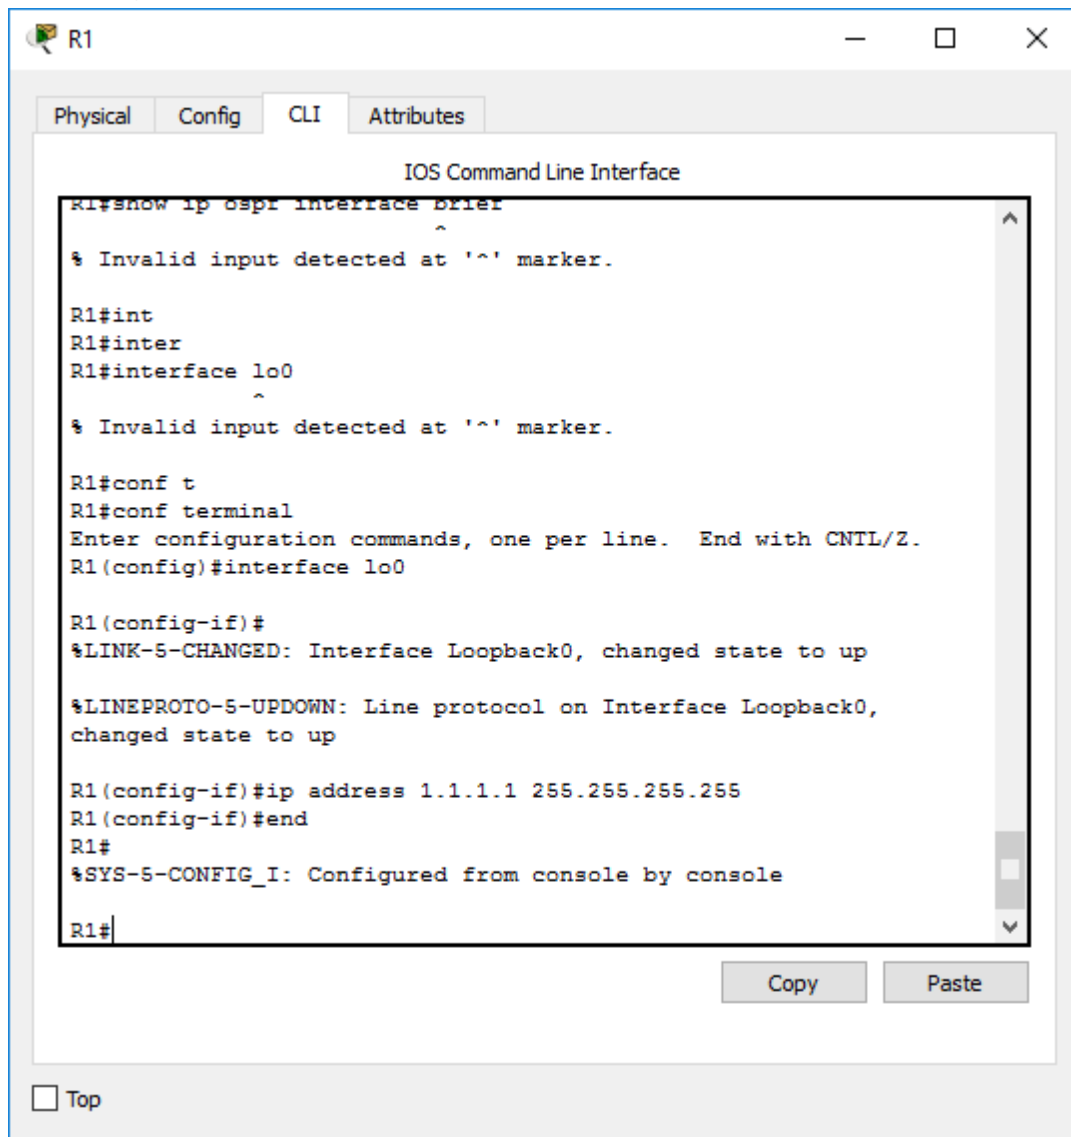 R1
Physical
Config
CLI
Attributes
IOS Command Line Interface
R1#show ip ospf interface brief
^
% Invalid input detected at '^' marker.
R1#int
R1#inter
R1#interface lo0
^
% Invalid input detected at '^' marker.
R1#conf t
R1#conf terminal
Enter configuration commands, one per line.  End with CNTL/Z.
R1(config)#interface lo0
R1(config-if)#
%LINK-5-CHANGED: Interface Loopback0, changed state to up
%LINEPROTO-5-UPDOWN: Line protocol on Interface Loopback0,
changed state to up
R1(config-if)#ip address 1.1.1.1 255.255.255.255
R1(config-if)#end
R1#
%SYS-5-CONFIG_I: Configured from console by console
R1#
Copy
Paste
Top